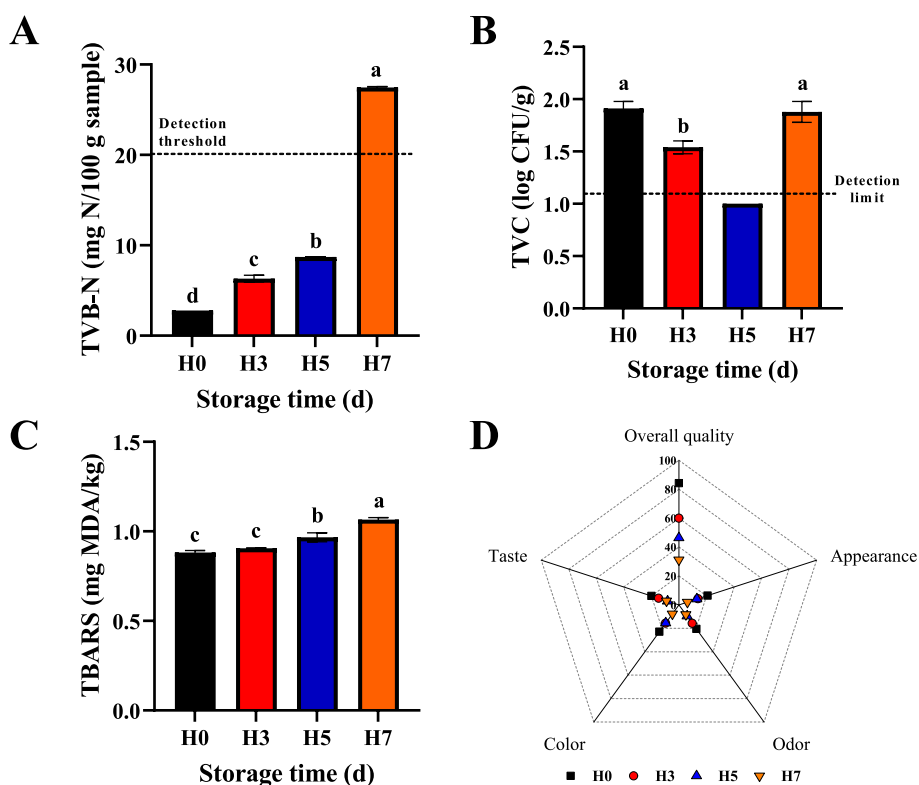 A
TVB-N (mg N/100 g sample)
30
20
10
0
Detection
threshold
d
c
b
a
H0 H3 H5 H7
Storage time (d)
B
TVC (log CFU/g)
2.5
2.0
1.5
1.0
0.5
0.0
a
b
a
Detection
limit
H0 H3 H5 H7
Storage time (d)
C
TBARS (mg MDA/kg)
1.5
1.0
0.5
0.0
c
c
b
a
H0 H3 H5 H7
Storage time (d)
D
Overall quality
100
80
60
40
20
0
Taste
Appearance
Color
Odor
H0 H3 H5 H7